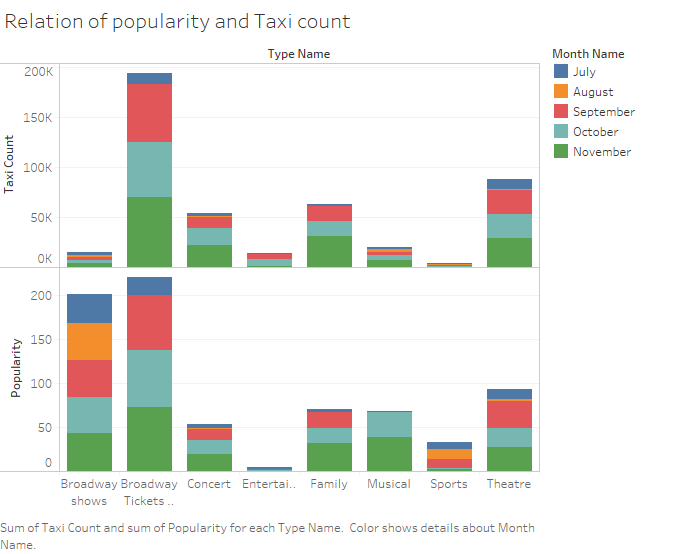 Relation of popularity and Taxi count
Type Name
Month Name
July
August
September
October
November
Taxi Count
200K
150K
100K
50K
0K
Popularity
200
150
100
50
0
Broadway shows
Broadway Tickets ..
Concert
Entertai..
Family
Musical
Sports
Theatre
Sum of Taxi Count and sum of Popularity for each Type Name. Color shows details about Month
Name.